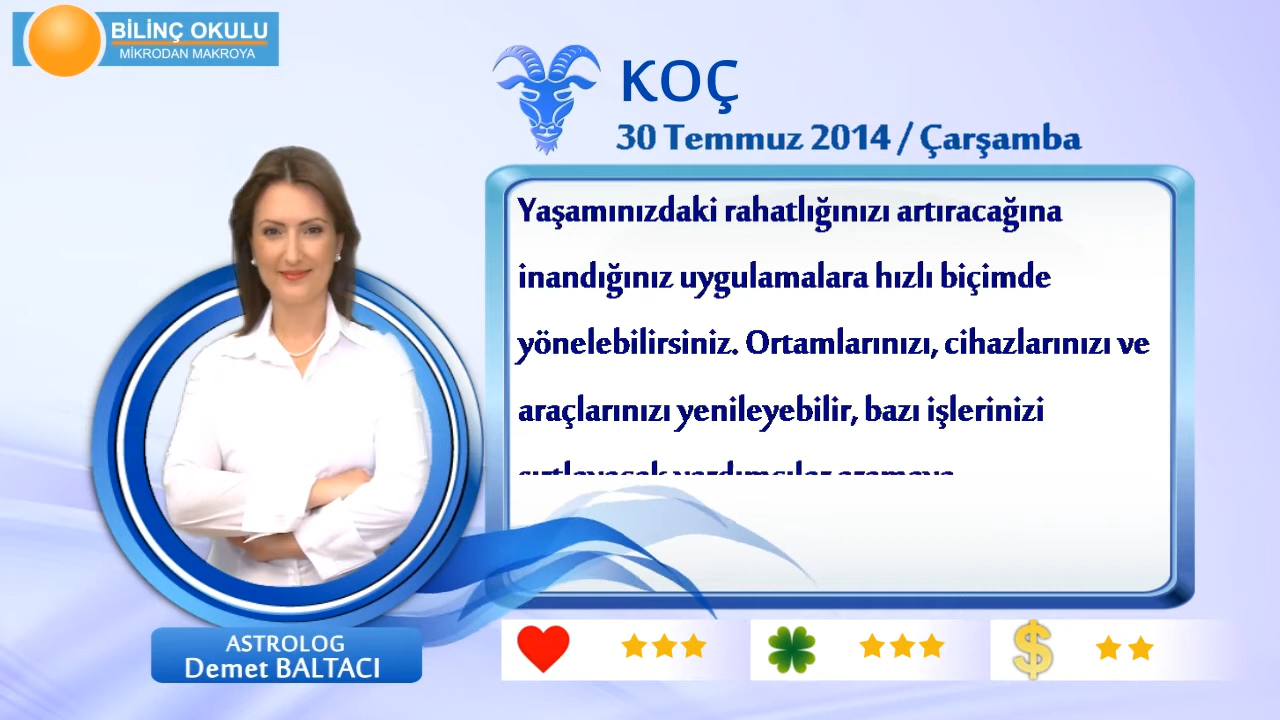 BİLİNÇ OKULU
MİKRODAN MAKROYA
KOÇ
30 Temmuz 2014 / Çarşamba
Yaşamınızdaki rahatlığınızı artıracağına
inandığınız uygulamalara hızlı biçimde
yönelebilirsiniz. Ortamlarınızı, cihazlarınızı ve
araçlarınızı yenileyebilir, bazı işlerinizi
ASTROLOG
Demet BALTACI